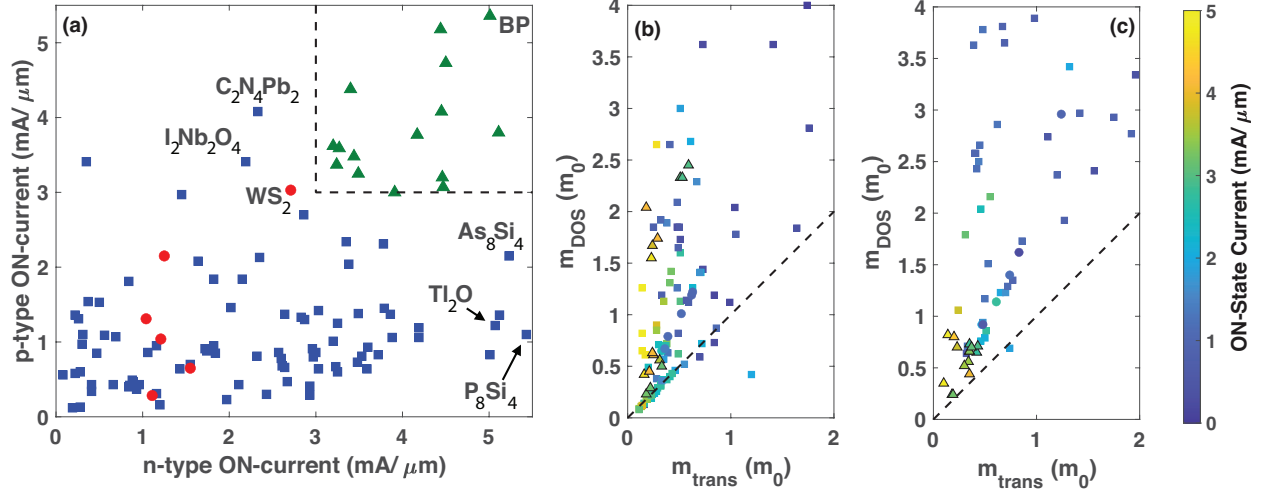 (a)
BP
C2N4Pb2
I2Nb2O4
WS2
As8Si4
Tl2O
P8Si4
0
1
2
3
4
5
p-type ON-current (mA/ μm)
0
1
2
3
4
5
n-type ON-current (mA/ μm)
(b)
0
0.5
1
1.5
2
2.5
3
3.5
4
mDOS (m0)
0
1
2
mtrans (m0)
(c)
0
0.5
1
1.5
2
2.5
3
3.5
4
mDOS (m0)
0
1
2
mtrans (m0)
5
4
3
2
1
0
ON-State Current (mA/ μm)